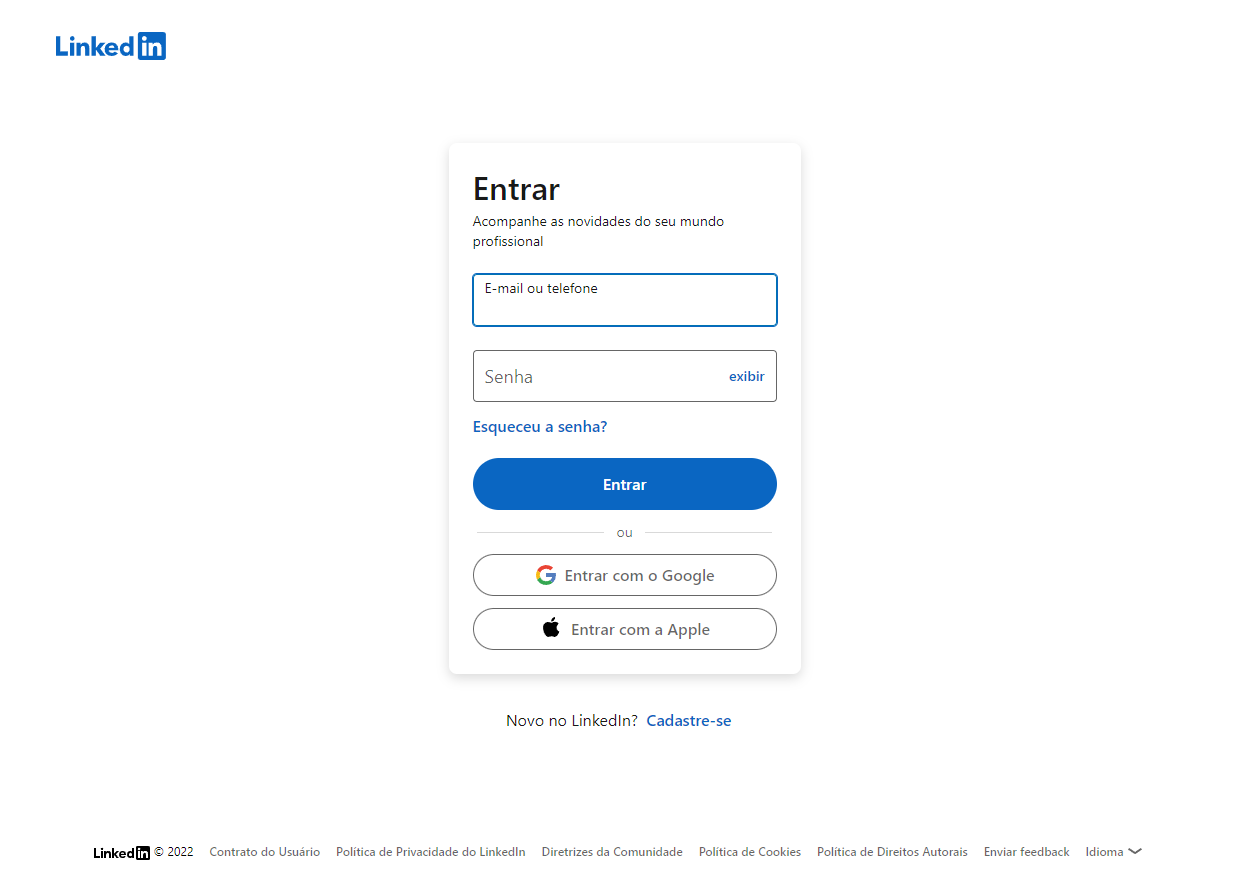 LinkedIn
Entrar
Acompanhe as novidades do seu mundo
profissional
E-mail ou telefone
Senha exibir
Esqueceu a senha?
Entrar
ou
Entrar com o Google
Entrar com a Apple
Novo no LinkedIn? Cadastre-se
LinkedIn © 2022 Contrato do Usuário Política de Privacidade do LinkedIn Diretrizes da Comunidade Política de Cookies Política de Direitos Autorais Enviar feedback Idioma